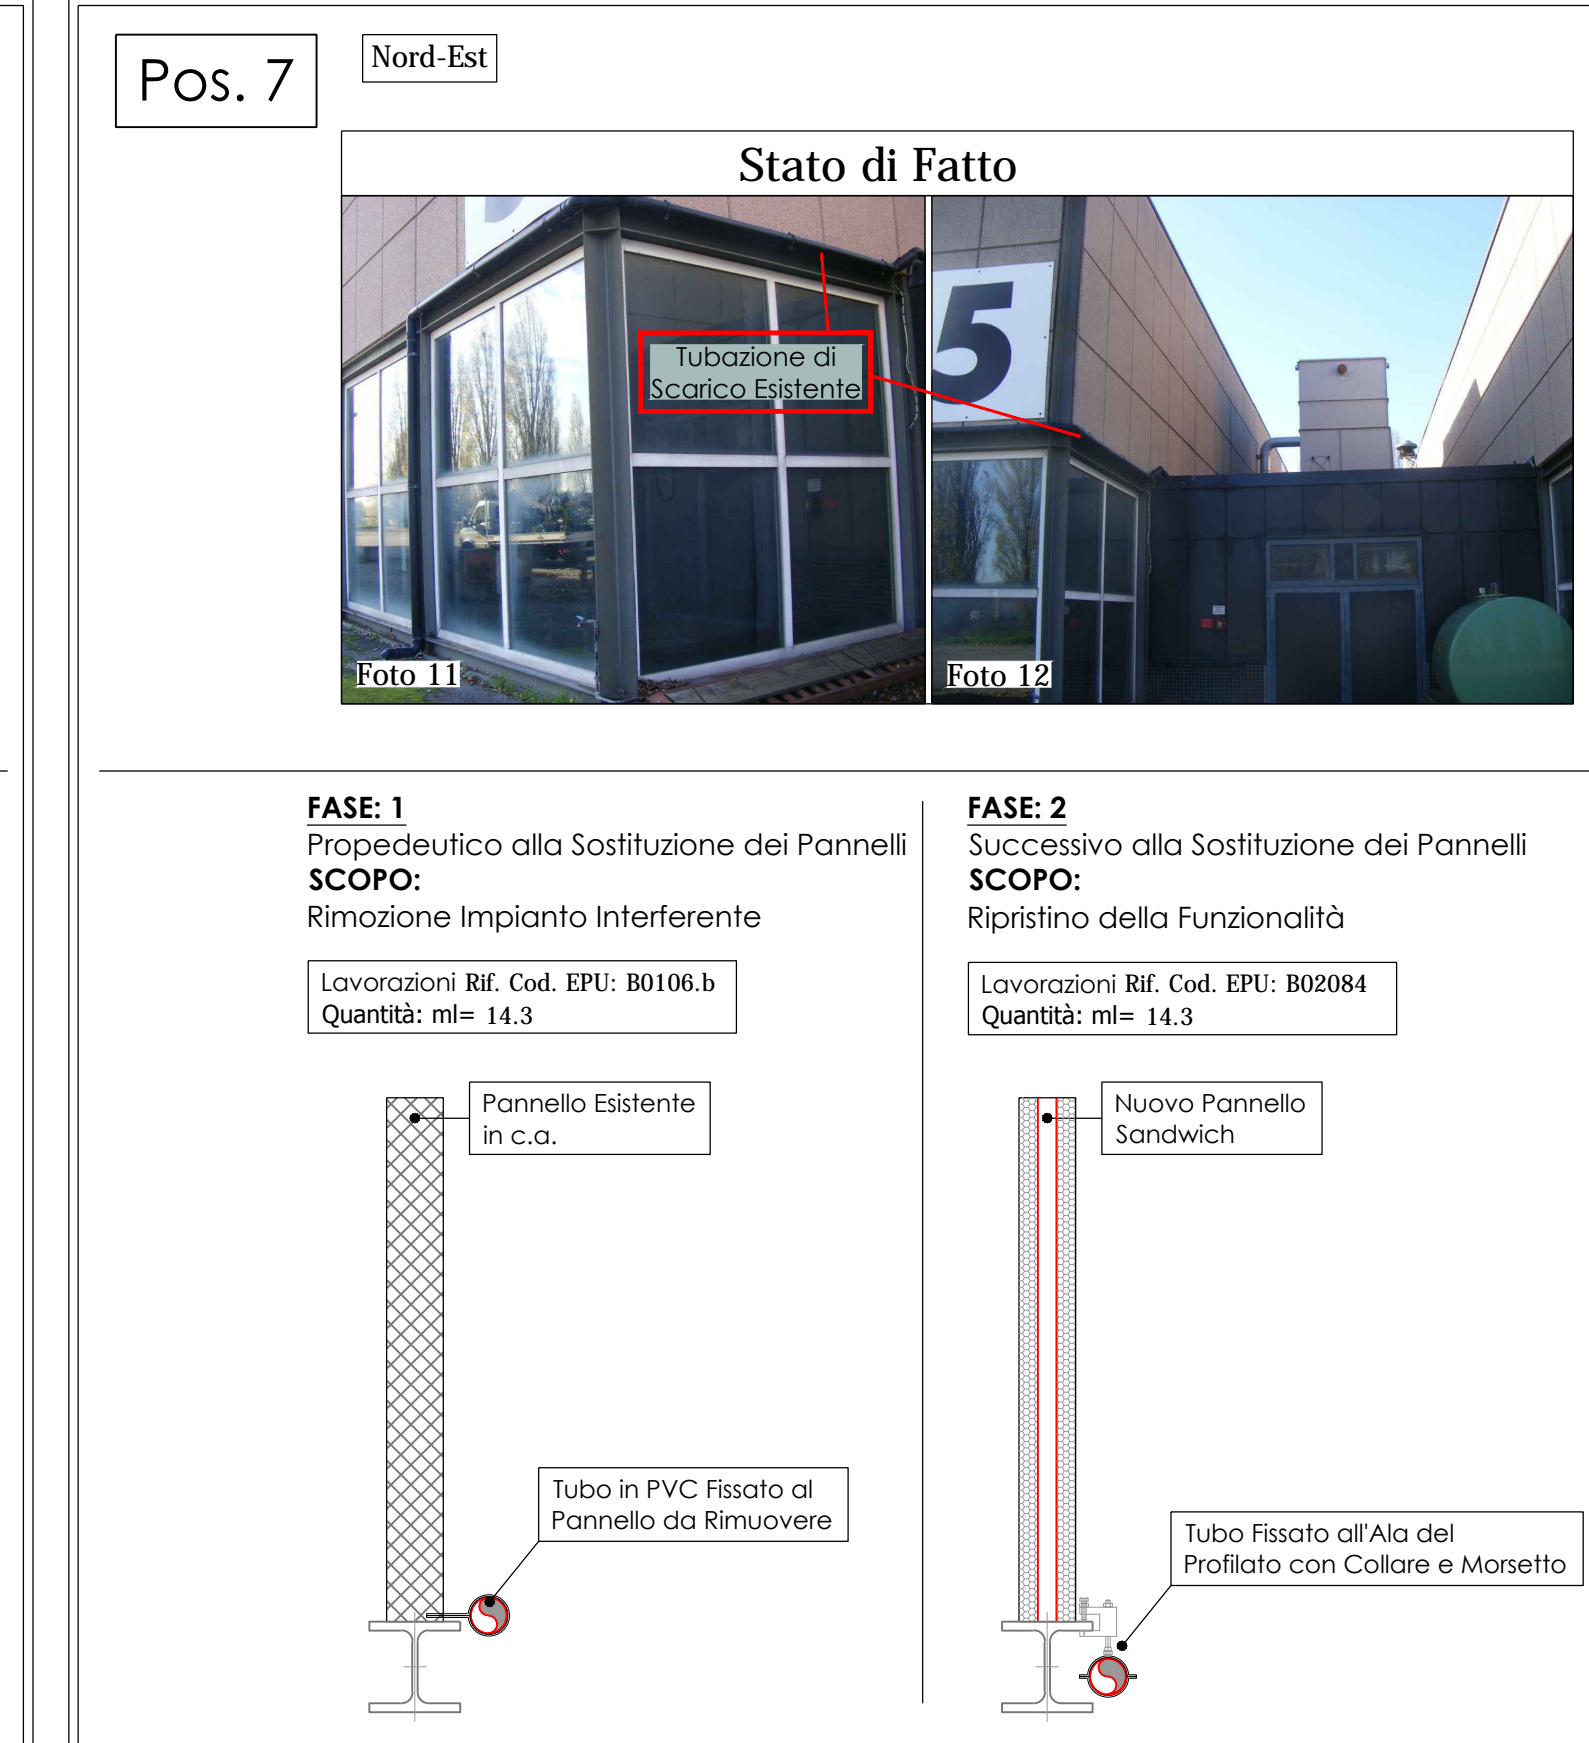 Pos. 7
Nord-Est
Stato di Fatto
5
Tubazione di
Scarico Esistente
Foto 11
Foto 12
FASE: 1
Propedeutico alla Sostituzione dei Pannelli
SCOPO:
Rimozione Impianto Interferente
Lavorazioni Rif. Cod. EPU: B0106.b
Quantità: ml= 14.3
Pannello Esistente
in c.a.
Tubo in PVC Fissato al
Pannello da Rimuovere
FASE: 2
Successivo alla Sostituzione dei Pannelli
SCOPO:
Ripristino della Funzionalità
Lavorazioni Rif. Cod. EPU: B02084
Quantità: ml= 14.3
Nuovo Pannello
Sandwich
Tubo Fissato all'Ala del
Profilato con Collare e Morsetto